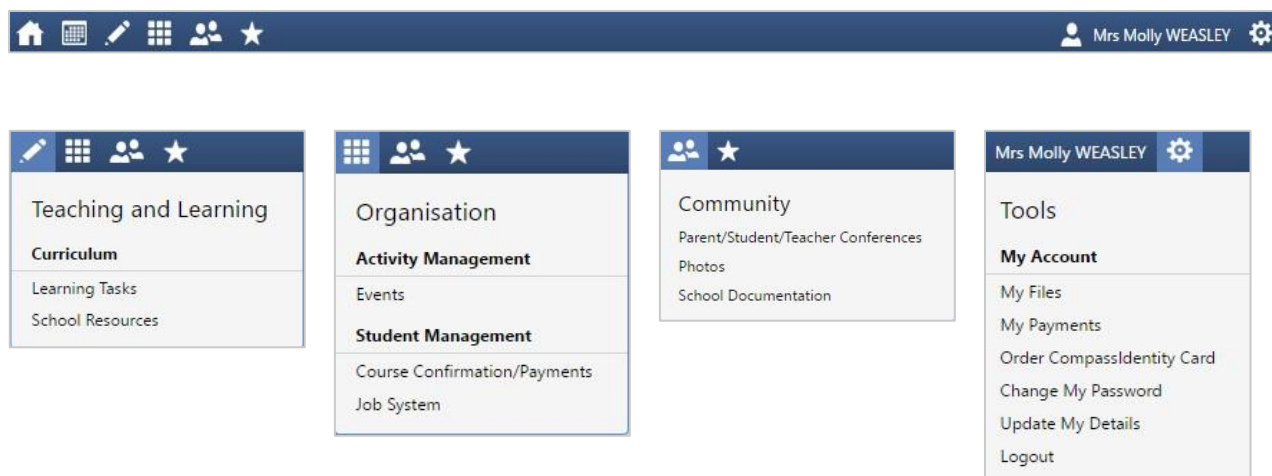 Mrs Molly WEASLEY
Teaching and Learning
Curriculum
Learning Tasks
School Resources
Organisation
Activity Management
Events
Student Management
Course Confirmation/Payments
Job System
Community
Parent/Student/Teacher Conferences
Photos
School Documentation
Mrs Molly WEASLEY
Tools
My Account
My Files
My Payments
Order CompassIdentity Card
Change My Password
Update My Details
Logout